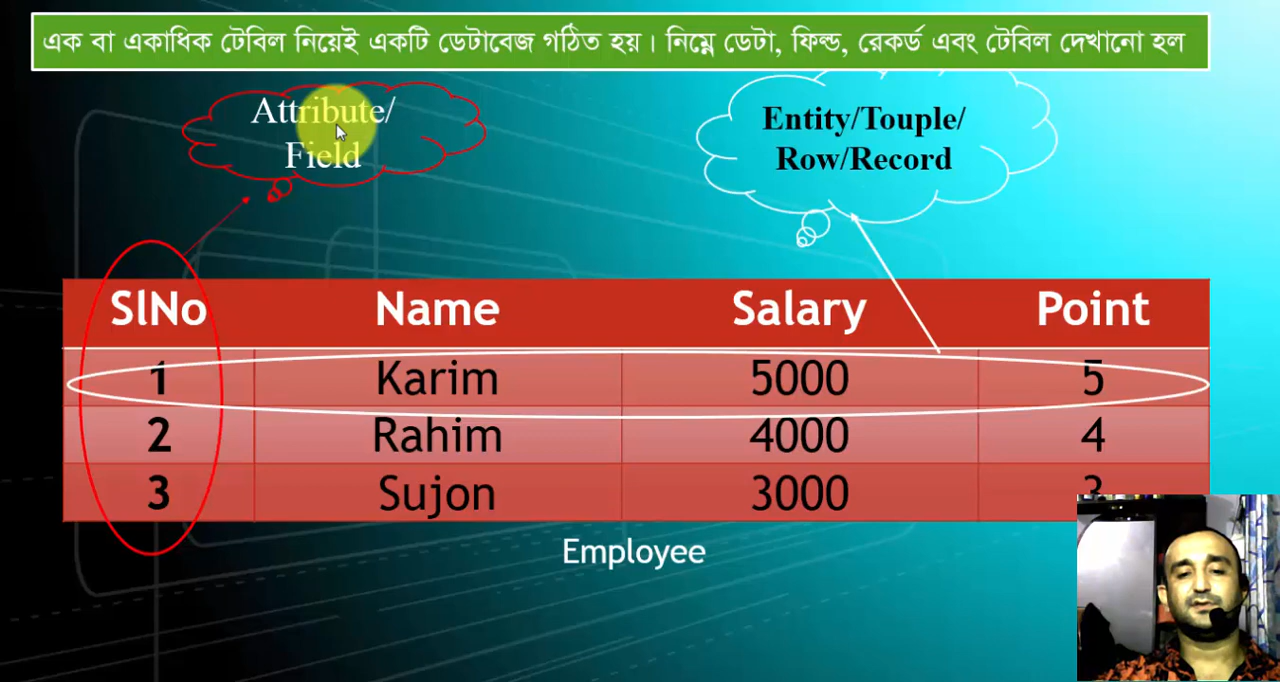 এক বা একাধিক টেবিল নিয়েই একটি ডেটাবেজ গঠিত হয়। নিম্নে ডেটা, ফিল্ড, রেকর্ড এবং টেবিল দেখানো হল
Attribute/
Field
Entity/Touple/
Row/Record
SlNo Name Salary Point
1 Karim 5000 5
2 Rahim 4000 4
3 Sujon 3000 3
Employee